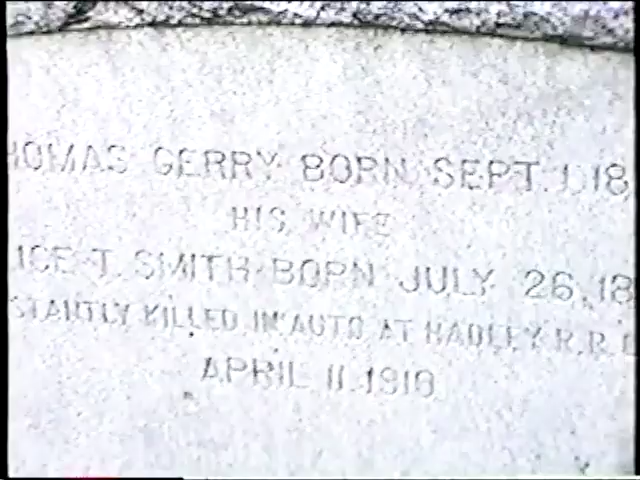 HOMAS GERRY BORN SEPT. 1 18
HIS WIFE
ICE T. SMITH BORN JULY 26, 18
STANTLY KILLED IN AUTO AT HADLEY R.R.
APRIL 11, 1919